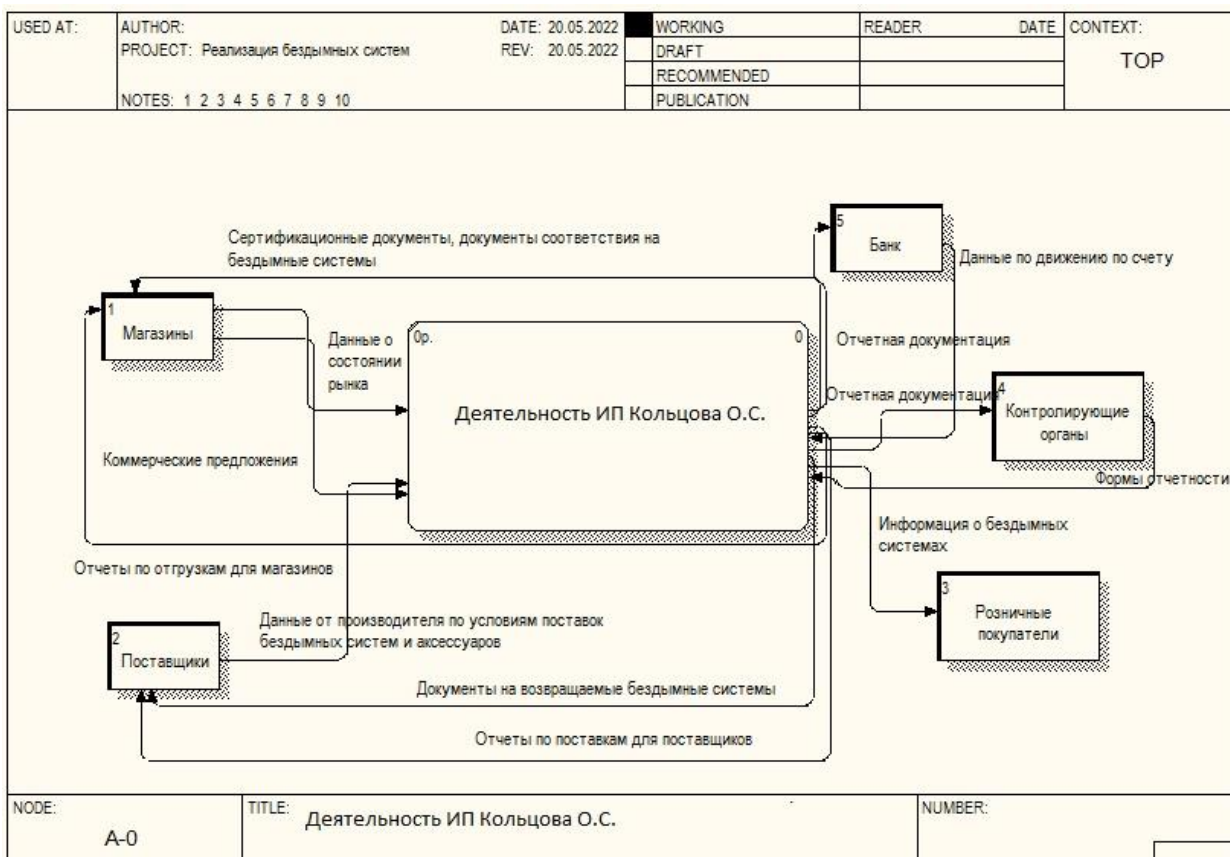 USED AT:
AUTHOR:
DATE: 20.05.2022
PROJECT: Реализация бездымных систем
REV: 20.05.2022
NOTES: 1 2 3 4 5 6 7 8 9 10
WORKING
DRAFT
RECOMMENDED
PUBLICATION
READER
DATE
CONTEXT:
TOP
5
Банк
Сертификационные документы, документы соответствия на
бездымные системы
Данные по движению по счету
1
Магазины
Данные о
состоянии
рынка
0р.
0
Деятельность ИП Кольцова О.С.
Отчетная документация
Отчетная документация
4
Контролирующие
органы
Коммерческие предложения
Формы отчетности
Информация о бездымных
системах
Отчеты по отгрузкам для магазинов
3
Розничные
покупатели
Данные от производителя по условиям поставок
бездымных систем и аксессуаров
2
Поставщики
Документы на возвращаемые бездымные системы
Отчеты по поставкам для поставщиков
NODE:
A-0
TITLE:
Деятельность ИП Кольцова О.С.
NUMBER: